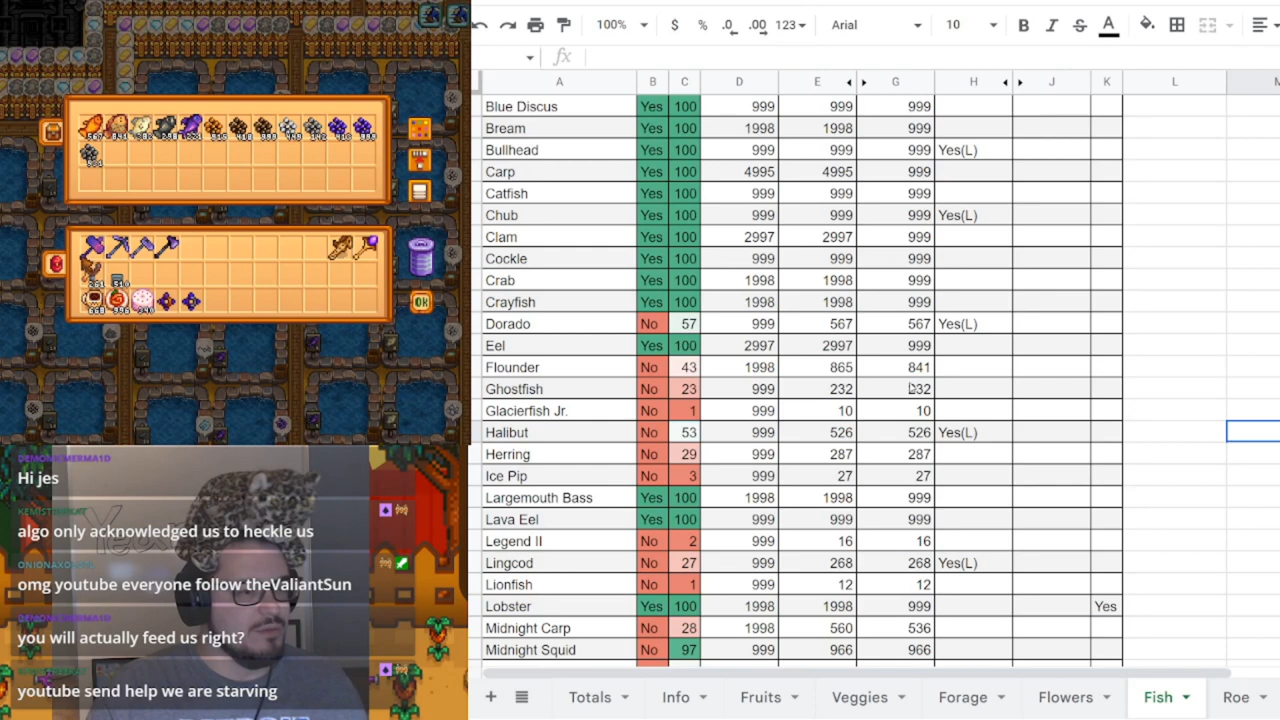 100% $ % .0 .00 123 Arial 10 B I A
fx
A B C D E G H J K L M
Blue Discus Yes 100 999 999 999
Bream Yes 100 1998 1998 999
Bullhead Yes 100 999 999 999 Yes(L)
Carp Yes 100 4995 4995 999
Catfish Yes 100 999 999 999
Chub Yes 100 999 999 999 Yes(L)
Clam Yes 100 2997 2997 999
Cockle Yes 100 999 999 999
Crab Yes 100 1998 1998 999
Crayfish Yes 100 1998 1998 999
Dorado No 57 999 567 567 Yes(L)
Eel Yes 100 2997 2997 999
Flounder No 43 1998 865 841
Ghostfish No 23 999 232 232
Glacierfish Jr. No 1 999 10 10
Halibut No 53 999 526 526 Yes(L)
Herring No 29 999 287 287
Ice Pip No 3 999 27 27
Largemouth Bass Yes 100 1998 1998 999
Lava Eel Yes 100 999 999 999
Legend II No 2 999 16 16
Lingcod No 27 999 268 268 Yes(L)
Lionfish No 1 999 12 12
Lobster Yes 100 1998 1998 999 Yes
Midnight Carp No 28 1998 560 536
Midnight Squid No 97 999 966 966
+ Totals Info Fruits Veggies Forage Flowers Fish Roe
567 841
OK
Hi jes
algo only acknowledged us to heckle us
omg youtube everyone follow theValiantSun
you will actually feed us right?
youtube send help we are starving